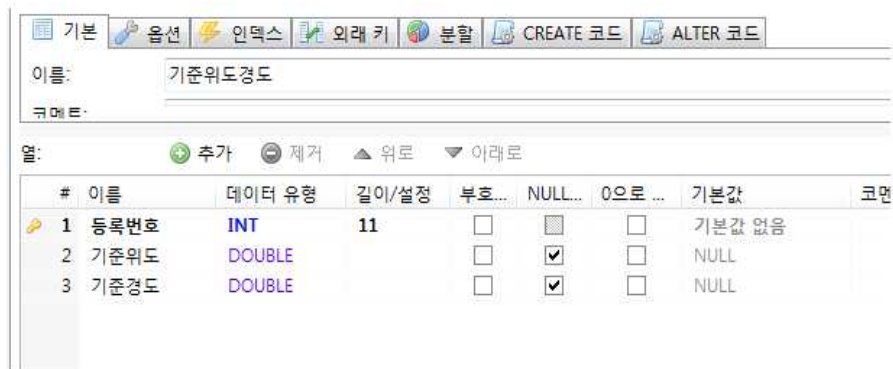 기본 옵션 인덱스 외래 키 분할 CREATE 코드 ALTER 코드
이름: 기준위도경도
코멘트:
열: 추가 제거 위로 아래로
# 이름 데이터 유형 길이/설정 부호... NULL... 0으로 ... 기본값 코멘
1 등록번호 INT 11 기본값 없음
2 기준위도 DOUBLE NULL
3 기준경도 DOUBLE NULL